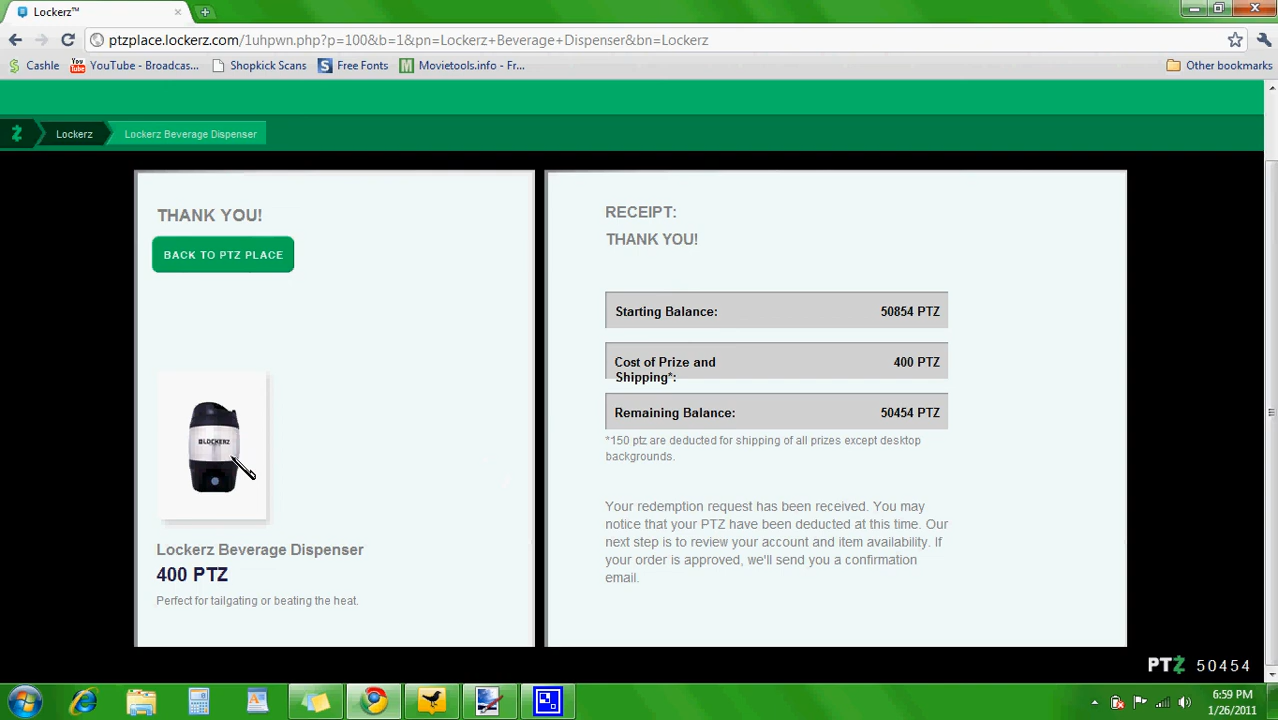 Lockerz™
ptzplace.lockerz.com/1uhpwn.php?p=100&b=1&pn=Lockerz+Beverage+Dispenser&bn=Lockerz
Cashle
YouTube - Broadcas...
Shopkick Scans
Free Fonts
Movietools.info - Fr...
Other bookmarks
Lockerz
Lockerz Beverage Dispenser
THANK YOU!
BACK TO PTZ PLACE
LOCKERZ
Lockerz Beverage Dispenser
400 PTZ
Perfect for tailgating or beating the heat.
RECEIPT:
THANK YOU!
Starting Balance: 50854 PTZ
Cost of Prize and 400 PTZ
Shipping*:
Remaining Balance: 50454 PTZ
*150 ptz are deducted for shipping of all prizes except desktop
backgrounds.
Your redemption request has been received. You may
notice that your PTZ have been deducted at this time. Our
next step is to review your account and item availability. If
your order is approved, we'll send you a confirmation
email.
PTZ 50454
6:59 PM
1/26/2011